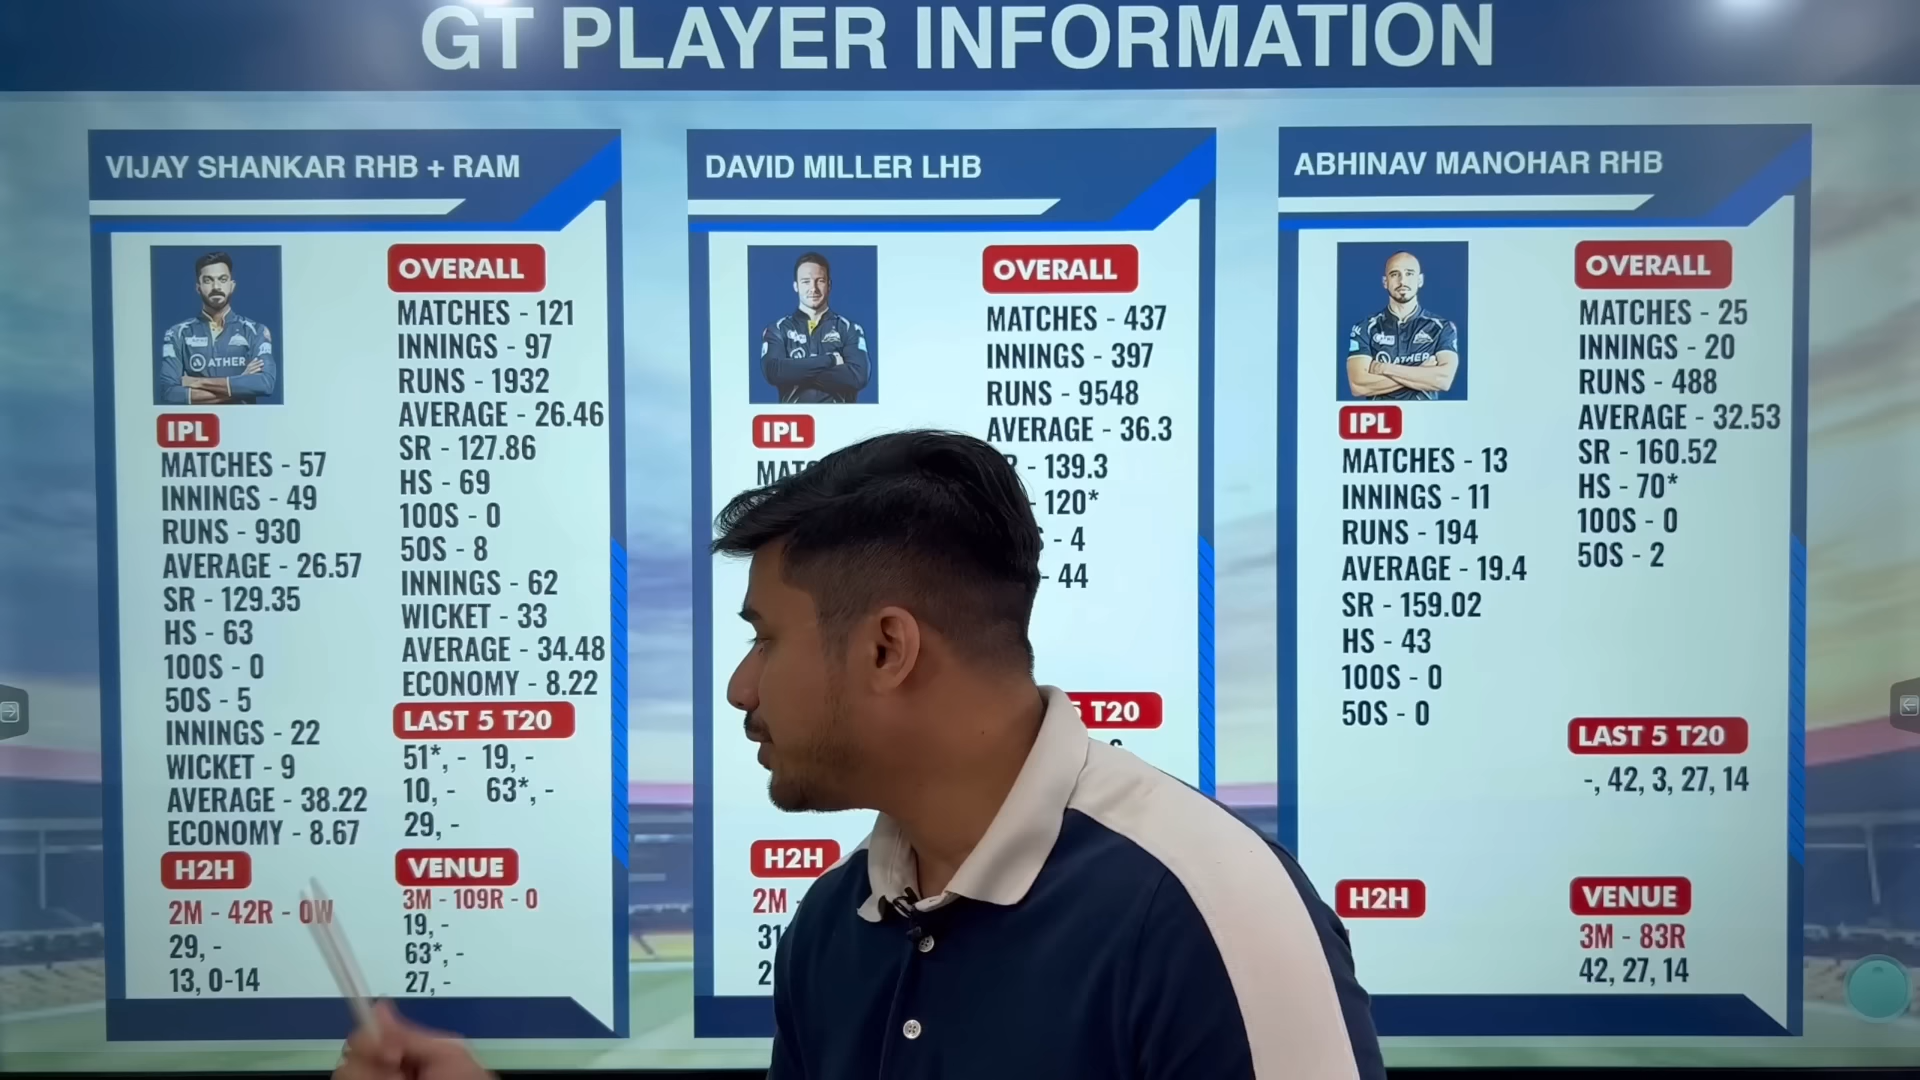 GT PLAYER INFORMATION
VIJAY SHANKAR RHB + RAM
OVERALL
MATCHES - 121
INNINGS - 97
RUNS - 1932
AVERAGE - 26.46
SR - 127.86
HS - 69
100S - 0
50S - 8
INNINGS - 62
WICKET - 33
AVERAGE - 34.48
ECONOMY - 8.22
ATHER
IPL
MATCHES - 57
INNINGS - 49
RUNS - 930
AVERAGE - 26.57
SR - 129.35
HS - 63
100S - 0
50S - 5
INNINGS - 22
WICKET - 9
AVERAGE - 38.22
ECONOMY - 8.67
LAST 5 T20
51*, - 19, -
10, - 63*, -
29, -
H2H
2M - 42R - 0W
29, -
13, 0-14
VENUE
3M - 109R - 0
19, -
63*, -
27, -
DAVID MILLER LHB
OVERALL
MATCHES - 437
INNINGS - 397
RUNS - 9548
AVERAGE - 36.3
- 139.3
- 120*
- 4
- 44
IPL
T20
H2H
2M -
ABHINAV MANOHAR RHB
OVERALL
MATCHES - 25
INNINGS - 20
RUNS - 488
AVERAGE - 32.53
SR - 160.52
HS - 70*
100S - 0
50S - 2
ATHER
IPL
MATCHES - 13
INNINGS - 11
RUNS - 194
AVERAGE - 19.4
SR - 159.02
HS - 43
100S - 0
50S - 0
LAST 5 T20
-, 42, 3, 27, 14
H2H
VENUE
3M - 83R
42, 27, 14